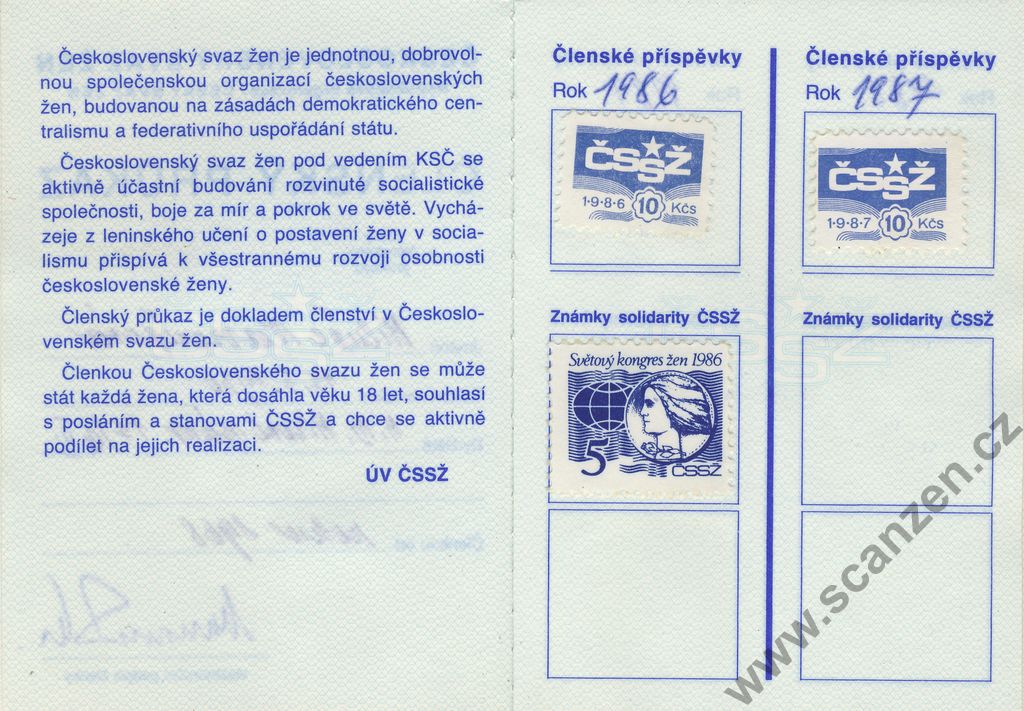 Československý svaz žen je jednotnou, dobrovol-
nou společenskou organizací československých
žen, budovanou na zásadách demokratického cen-
tralismu a federativního uspořádání státu.
Československý svaz žen pod vedením KSČ se
aktivně účastní budování rozvinuté socialistické
společnosti, boje za mír a pokrok ve světě. Vychá-
zeje z leninského učení o postavení ženy v socia-
lismu přispívá k všestrannému rozvoji osobnosti
československé ženy.
Členský průkaz je dokladem členství v Českoslo-
venském svazu žen.
Členkou Československého svazu žen se může
stát každá žena, která dosáhla věku 18 let, souhlasí
s posláním a stanovami ČSSŽ a chce se aktivně
podílet na jejich realizaci.
ÚV ČSSŽ
Členské příspěvky
Rok 1986
ČSSŽ
1·9·8·6 10 Kčs
Známky solidarity ČSSŽ
Světový kongres žen 1986
5
ČSSŽ
Členské příspěvky
Rok 1987
ČSSŽ
1·9·8·7 10 Kčs
Známky solidarity ČSSŽ
www.scanzen.cz